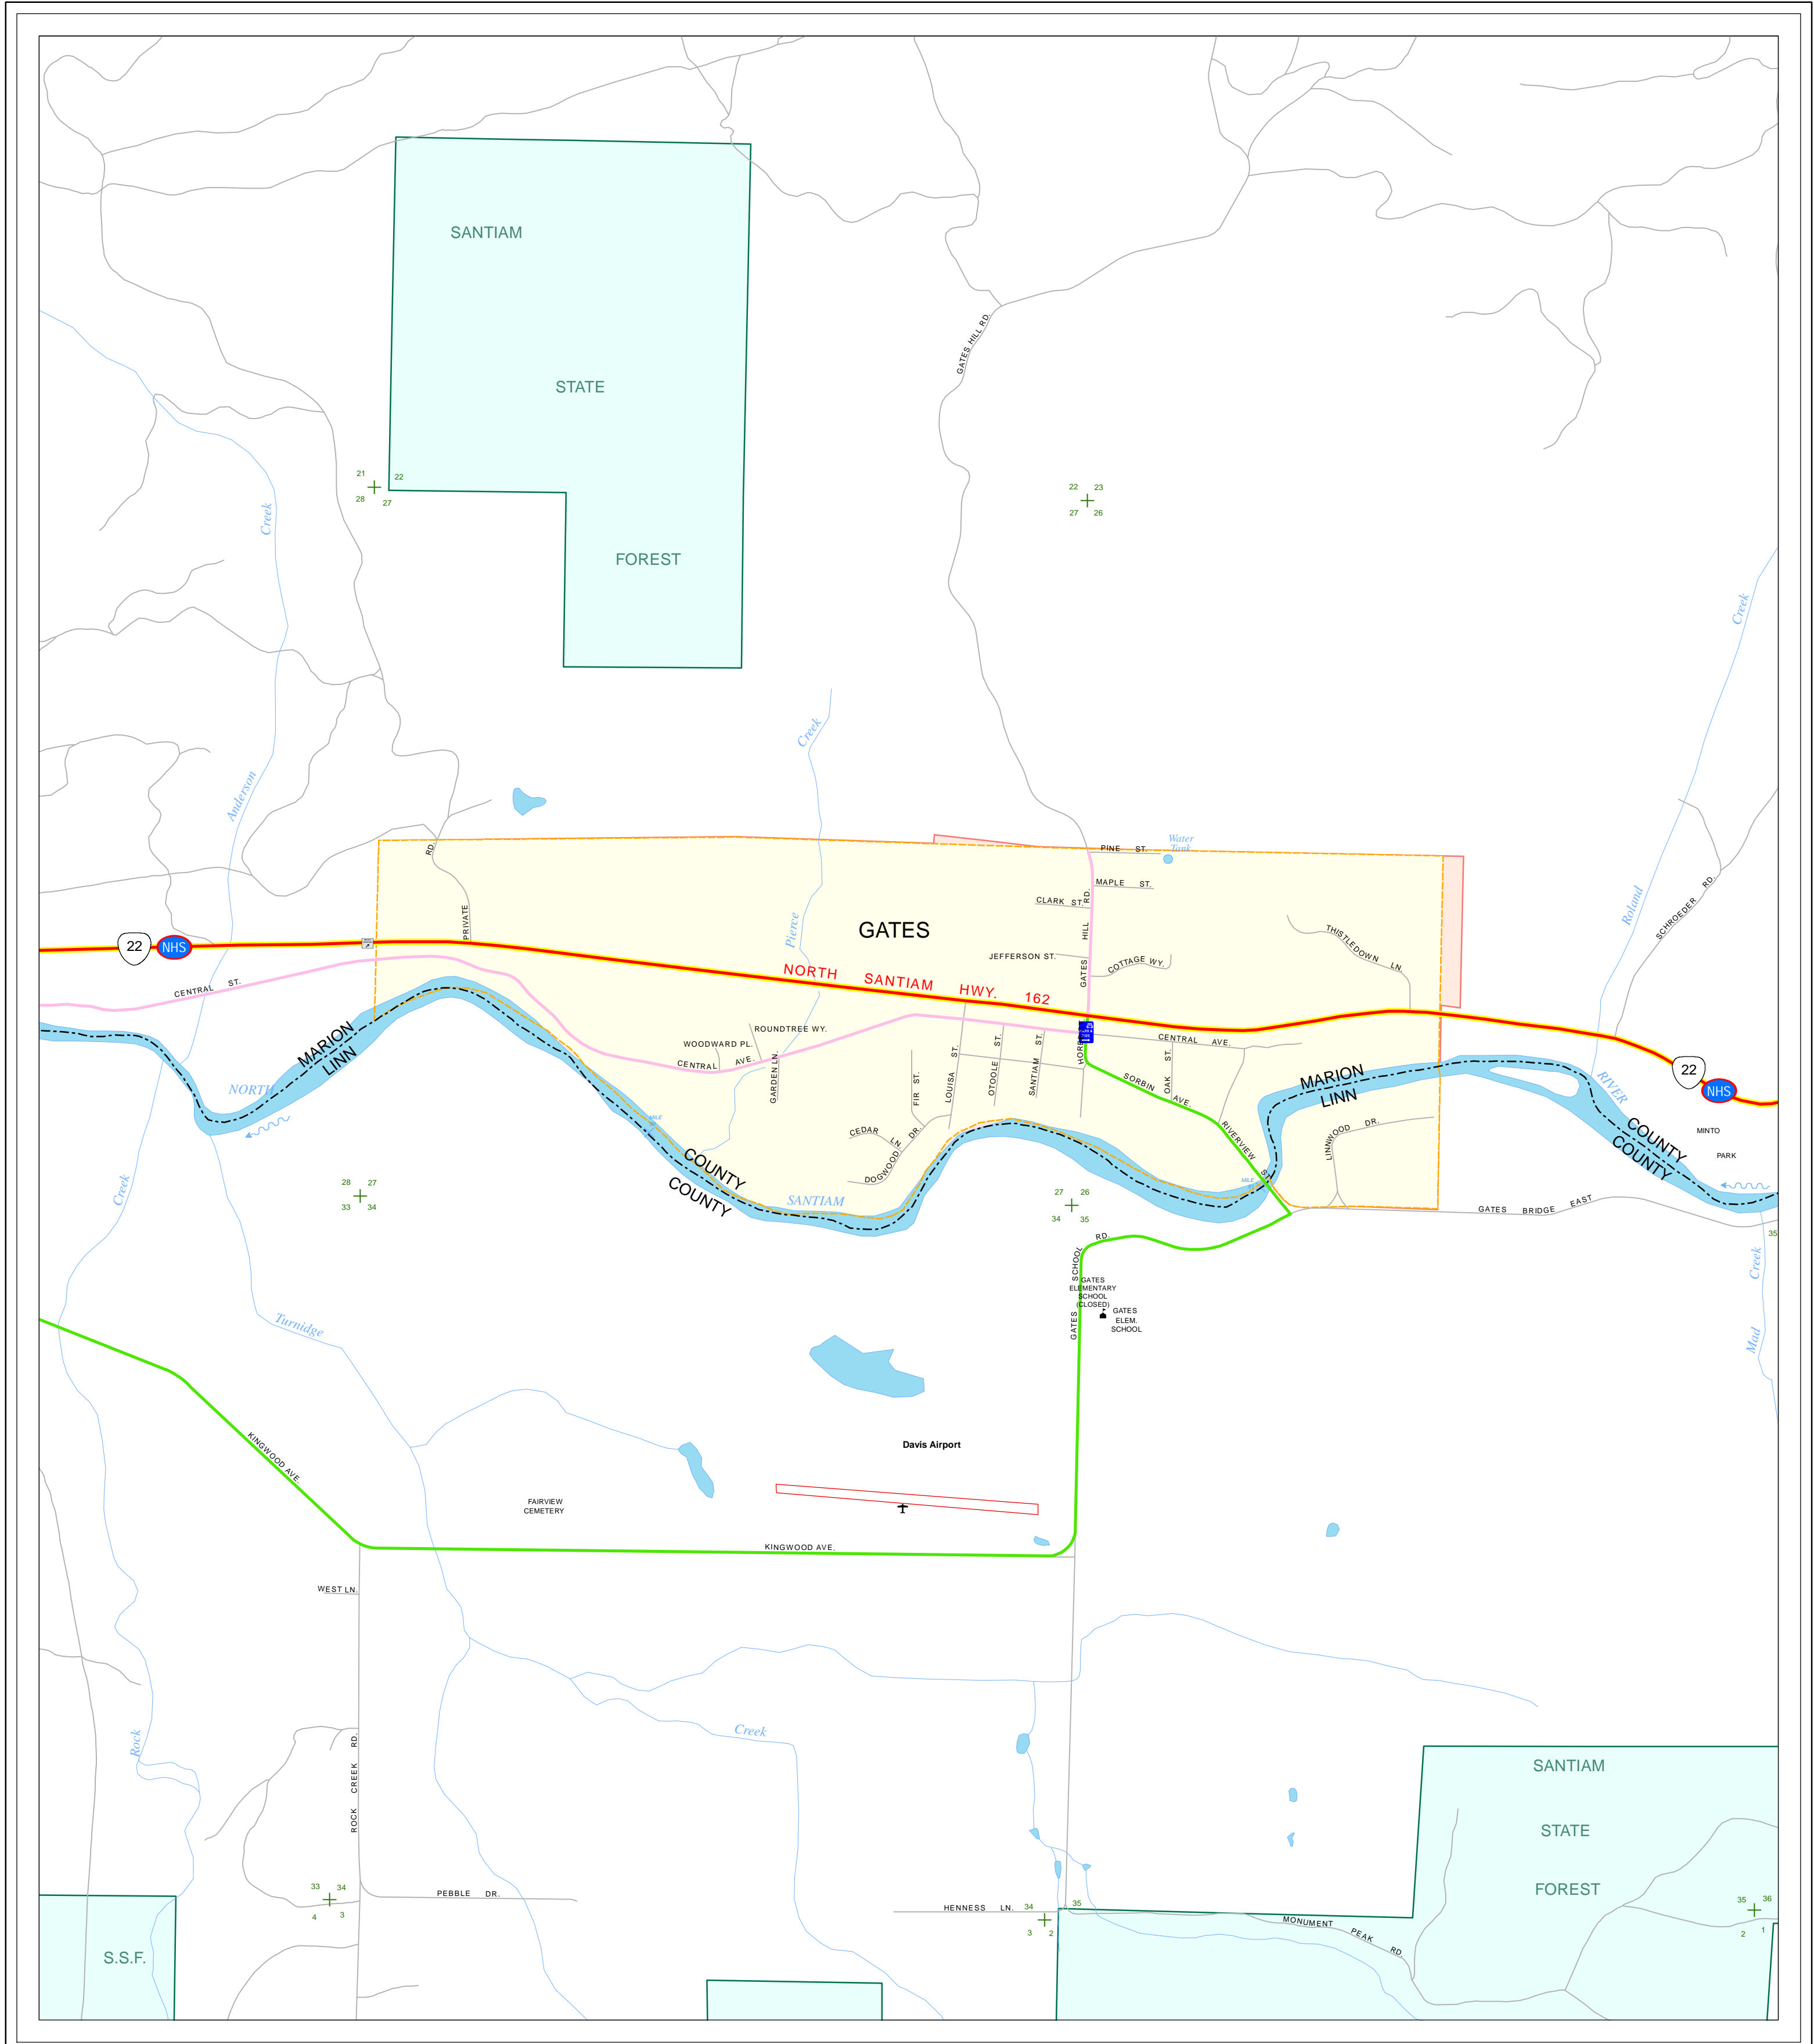 SANTIAM
STATE
FOREST
GATES HILL RD.
21 22
28 27
22 23
27 26
Creek
Creek
Creek
Anderson
Water
Tank
PINE ST.
RD.
MAPLE ST.
CLARK ST.
GATES HILL RD.
PRIVATE
GATES
Pierce
Roland
SCHROEDER RD.
THISTLEDOWN LN.
22
NHS
JEFFERSON ST.
COTTAGE WY.
NORTH SANTIAM HWY. 162
CENTRAL ST.
ROUNDTREE WY.
WOODWARD PL.
CENTRAL AVE.
GARDEN LN.
FIR ST.
LOUISA ST.
OTOOLE ST.
SANTIAM ST.
CENTRAL AVE.
SORBIN AVE
OAK ST.
MARION
LINN
MARION
LINN
22
NHS
NORTH
RIVER
CEDAR LN.
DOGWOOD DR.
RIVERVIEW ST.
LINNWOOD DR.
MILE
MILE
COUNTY
COUNTY
COUNTY
COUNTY
MINTO
PARK
SANTIAM
Creek
28 27
33 34
27 26
34 35
GATES BRIDGE EAST
35
GATES SCHOOL RD.
GATES
ELEMENTARY
SCHOOL
(CLOSED)
GATES
ELEM.
SCHOOL
Creek
Mad
Turnidge
KINGWOOD AVE.
Davis Airport
FAIRVIEW
CEMETERY
KINGWOOD AVE.
WEST LN.
Rock
Creek
ROCK CREEK RD.
SANTIAM
STATE
FOREST
33 34
4 3
PEBBLE DR.
HENNESS LN.
34 35
3 2
MONUMENT PEAK RD.
35 36
2 1
S.S.F.